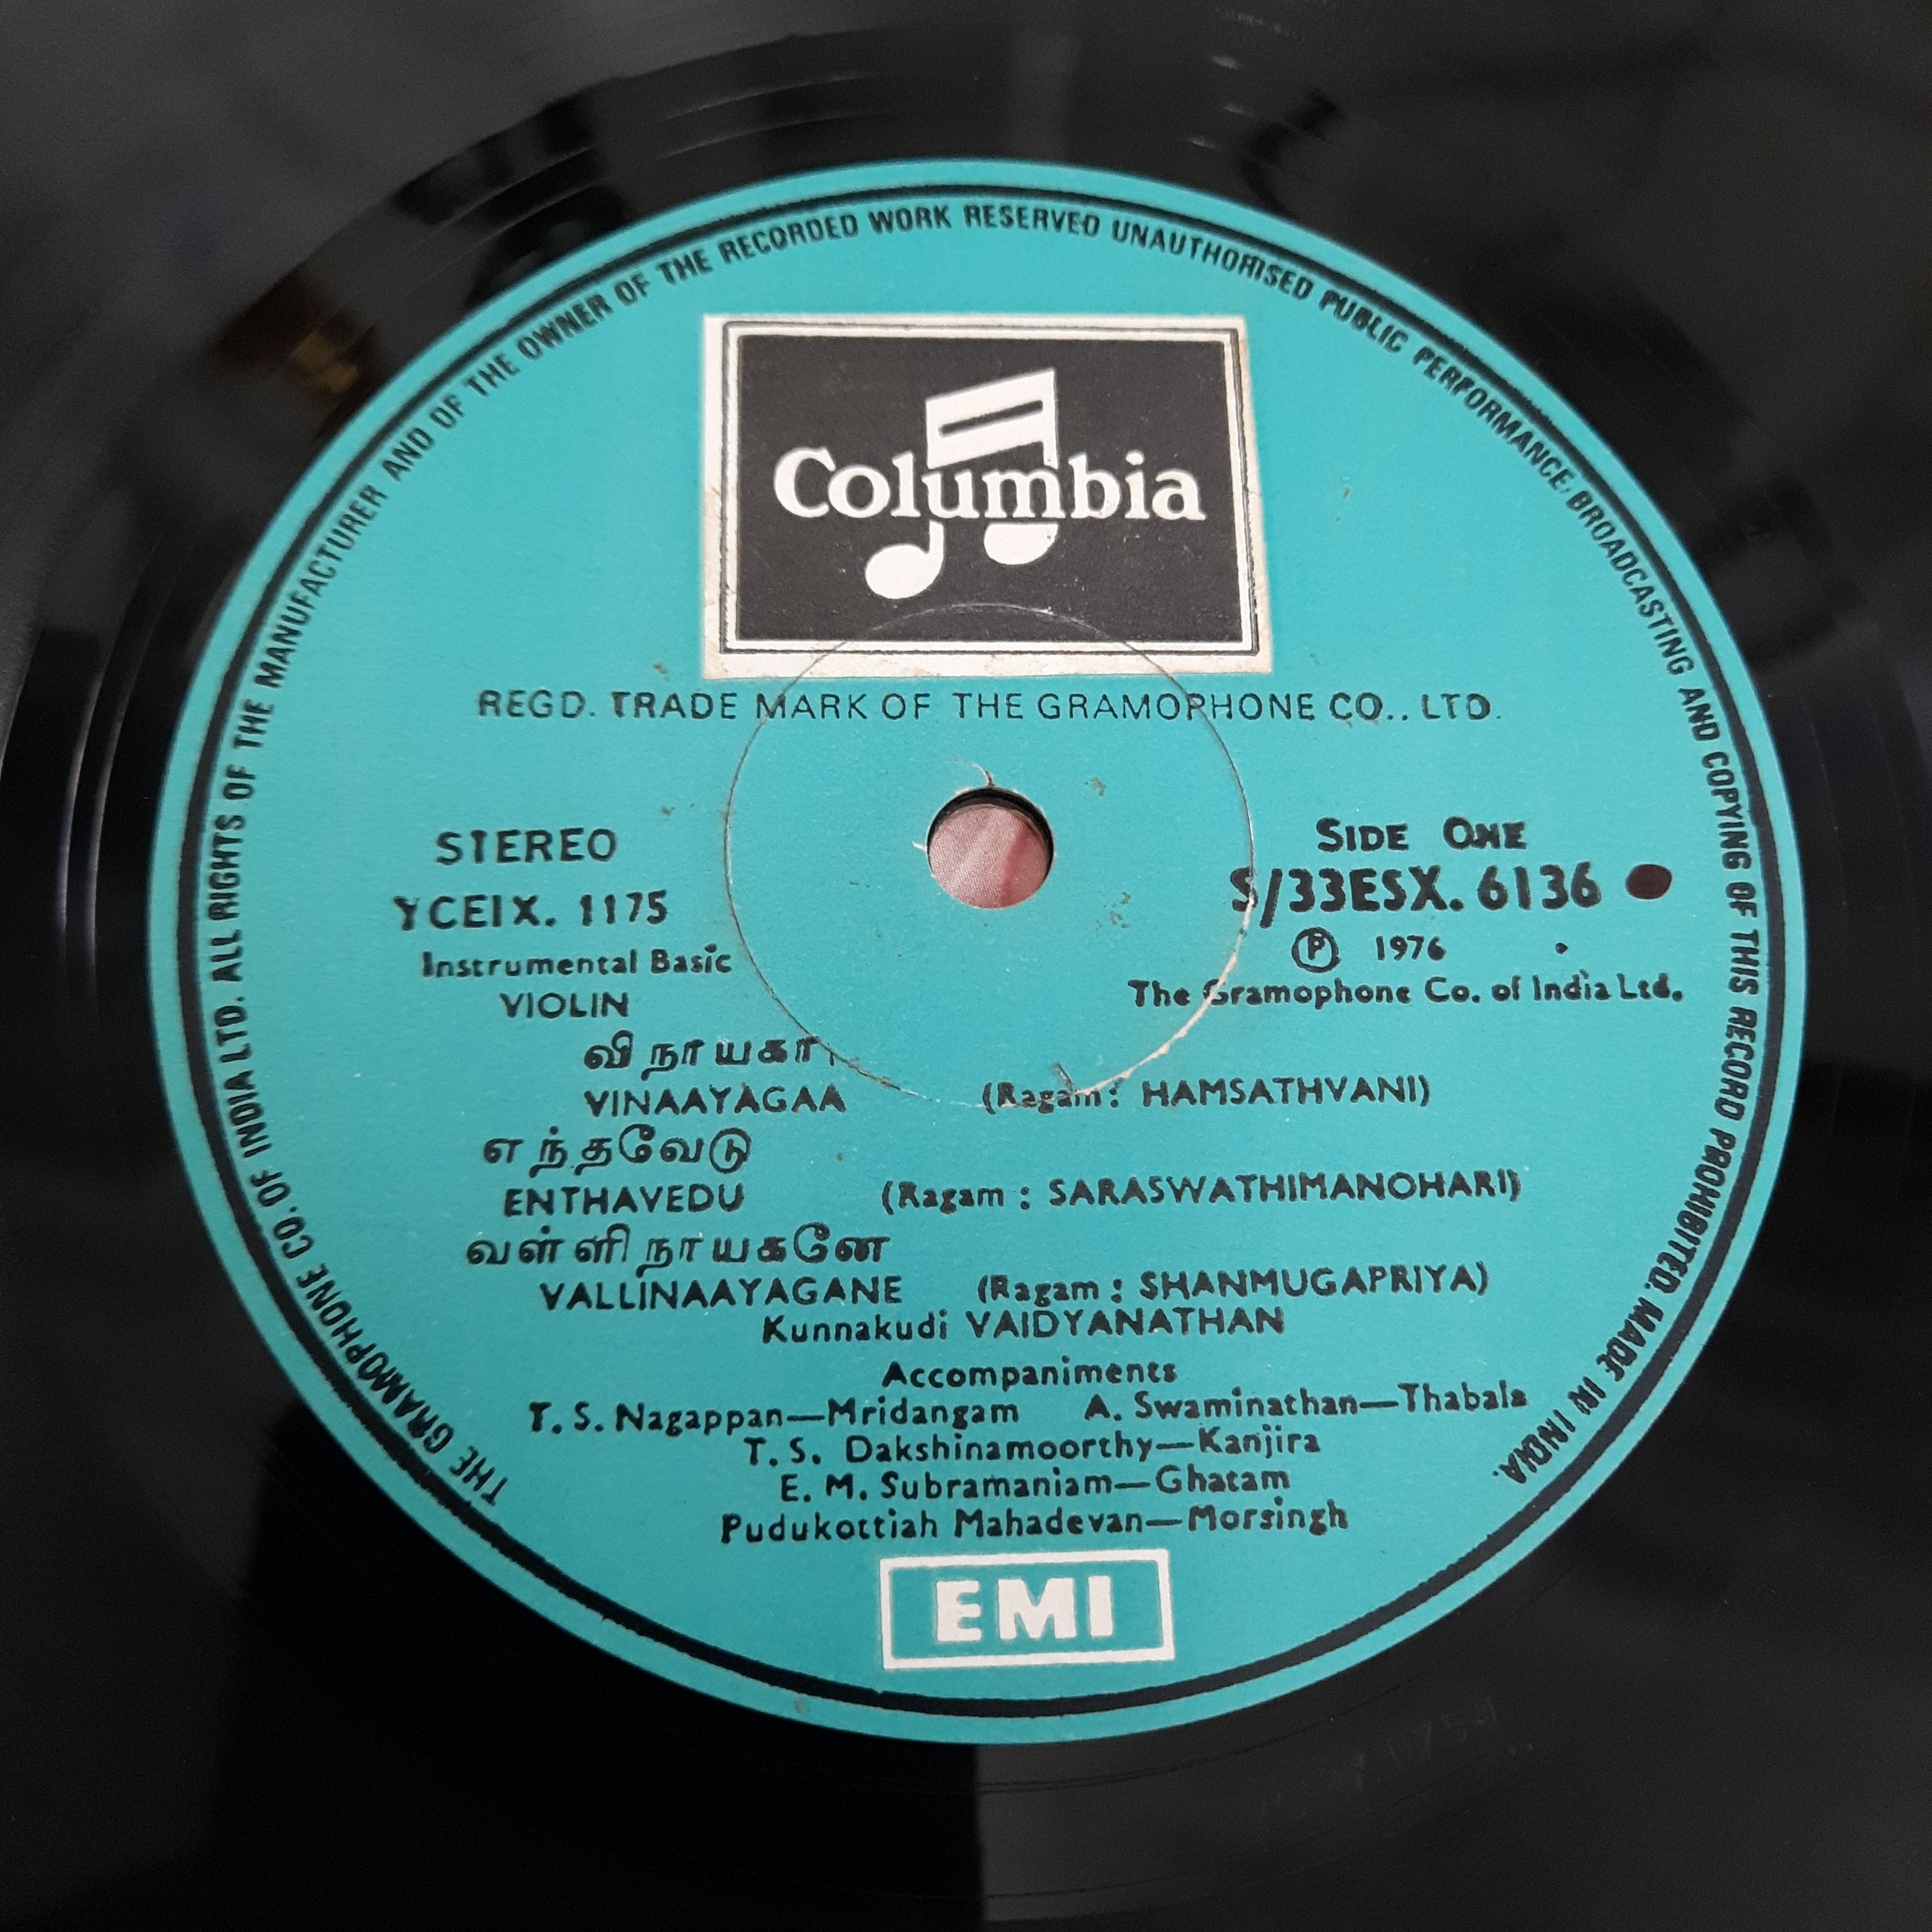 THE GRAMOPHONE CO. OF INDIA LTD. ALL RIGHTS OF THE MANUFACTURER AND OF THE OWNER OF THE RECORDED WORK RESERVED UNAUTHORISED PUBLIC PERFORMANCE, BROADCASTING AND COPYING OF THIS RECORD PROHIBITED. MADE IN INDIA.
Columbia
REGD. TRADE MARK OF THE GRAMOPHONE CO., LTD.
STEREO
YCEIX. 1175
Instrumental Basic
VIOLIN
SIDE ONE
S/33ESX. 6136
Ⓟ 1976
The Gramophone Co. of India Ltd.
விநாயகா
VINAAYAGAA (Ragam: HAMSATHVANI)
எந்தவேடு
ENTHAVEDU (Ragam : SARASWATHIMANOHARI)
வள்ளிநாயகனே
VALLINAAYAGANE (Ragam : SHANMUGAPRIYA)
Kunnakudi VAIDYANATHAN
Accompaniments
T. S. Nagappan—Mridangam A. Swaminathan—Thabala
T. S. Dakshinamoorthy—Kanjira
E. M. Subramaniam—Ghatam
Pudukottiah Mahadevan—Morsingh
EMI